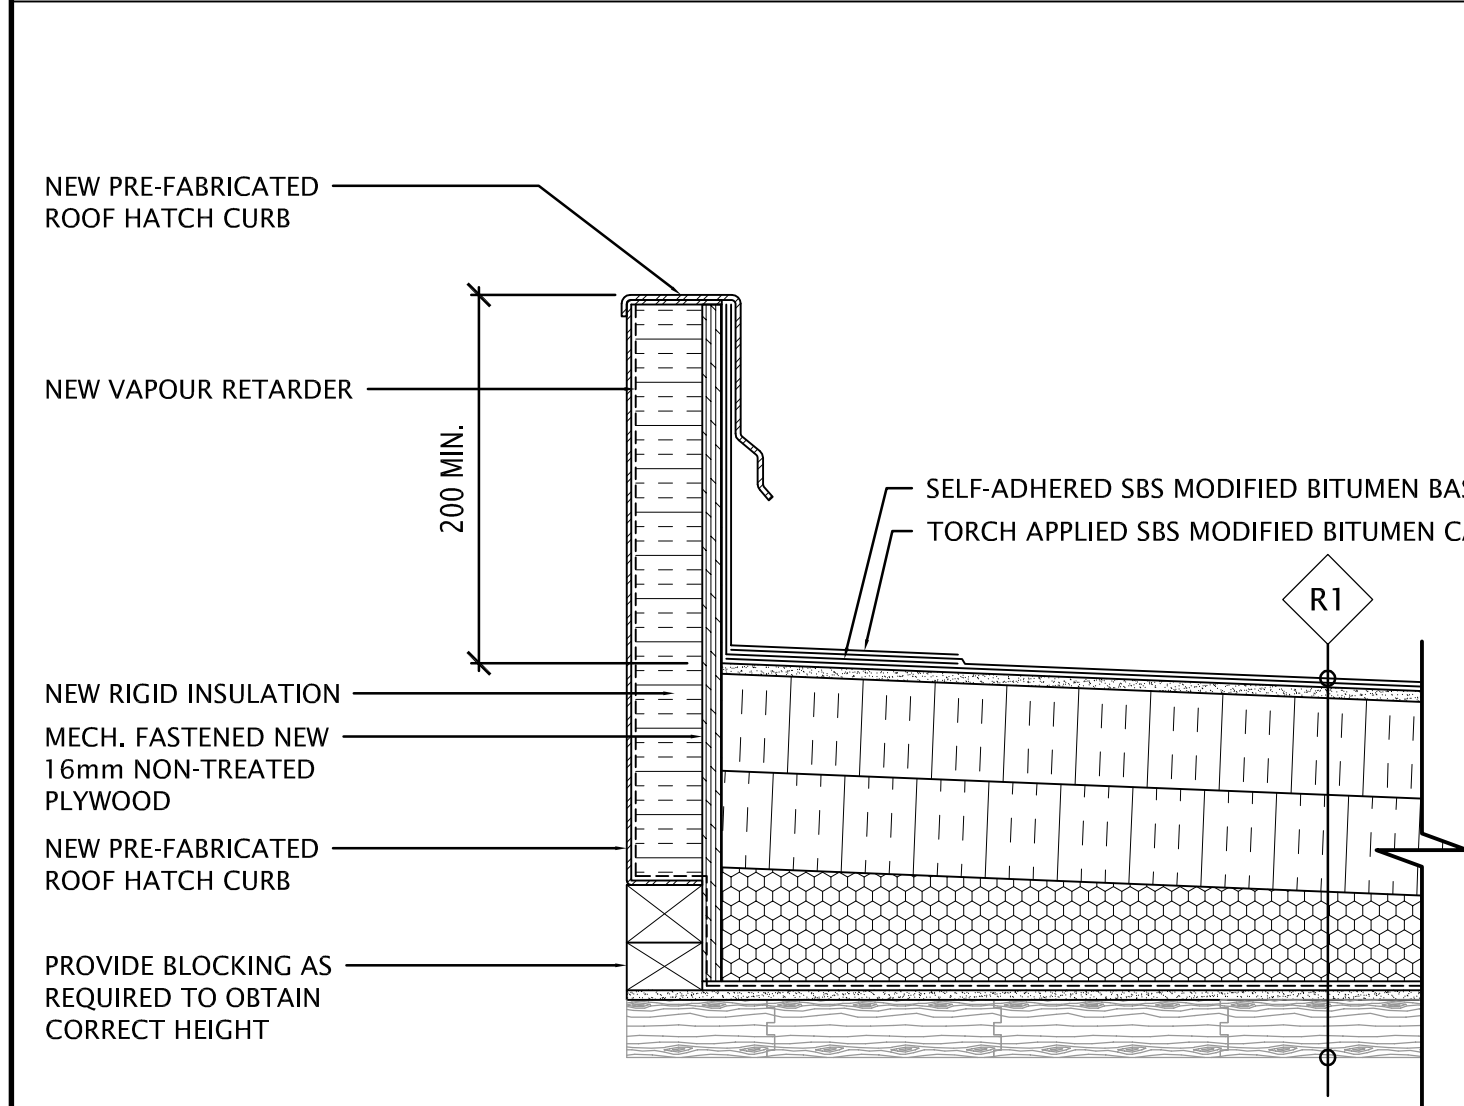 NEW PRE-FABRICATED
ROOF HATCH CURB
NEW VAPOUR RETARDER
200 MIN.
SELF-ADHERED SBS MODIFIED BITUMEN
TORCH APPLIED SBS MODIFIED BITUMEN
R1
NEW RIGID INSULATION
MECH. FASTENED NEW
16mm NON-TREATED
PLYWOOD
NEW PRE-FABRICATED
ROOF HATCH CURB
PROVIDE BLOCKING AS
REQUIRED TO OBTAIN
CORRECT HEIGHT